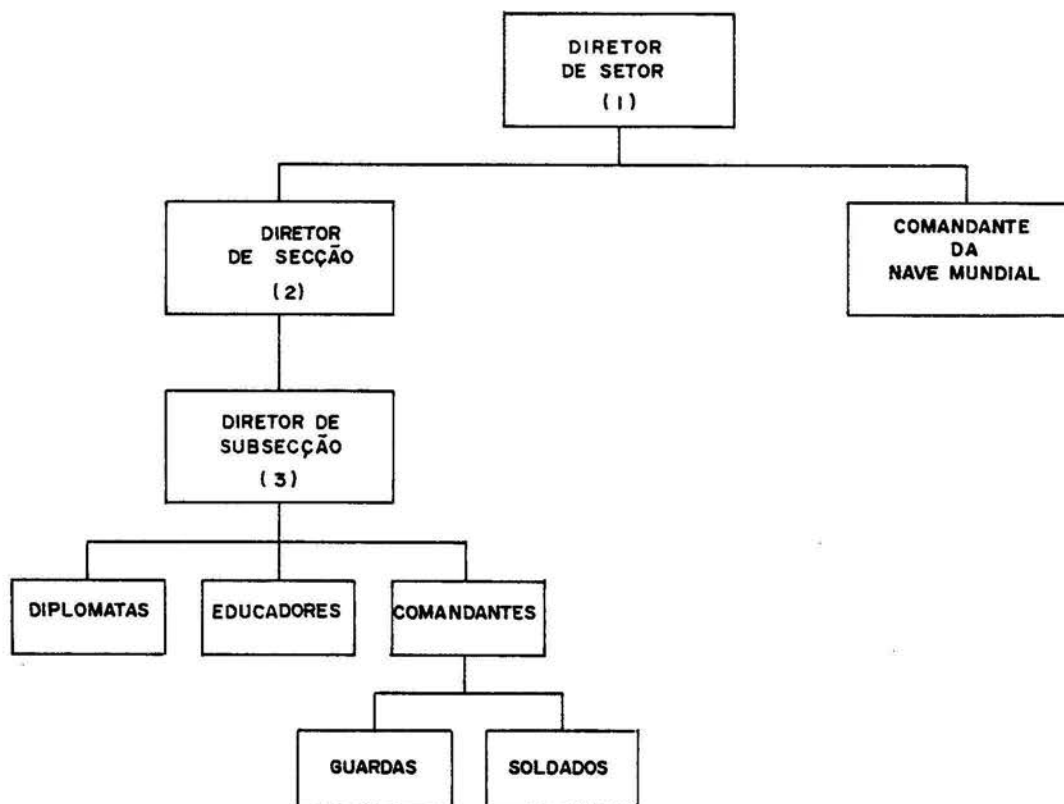 DIRETOR
DE SETOR
(1)
DIRETOR
DE SECÇÃO
(2)
COMANDANTE
DA
NAVE MUNDIAL
DIRETOR DE
SUBSECÇÃO
(3)
DIPLOMATAS
EDUCADORES
COMANDANTES
GUARDAS
SOLDADOS